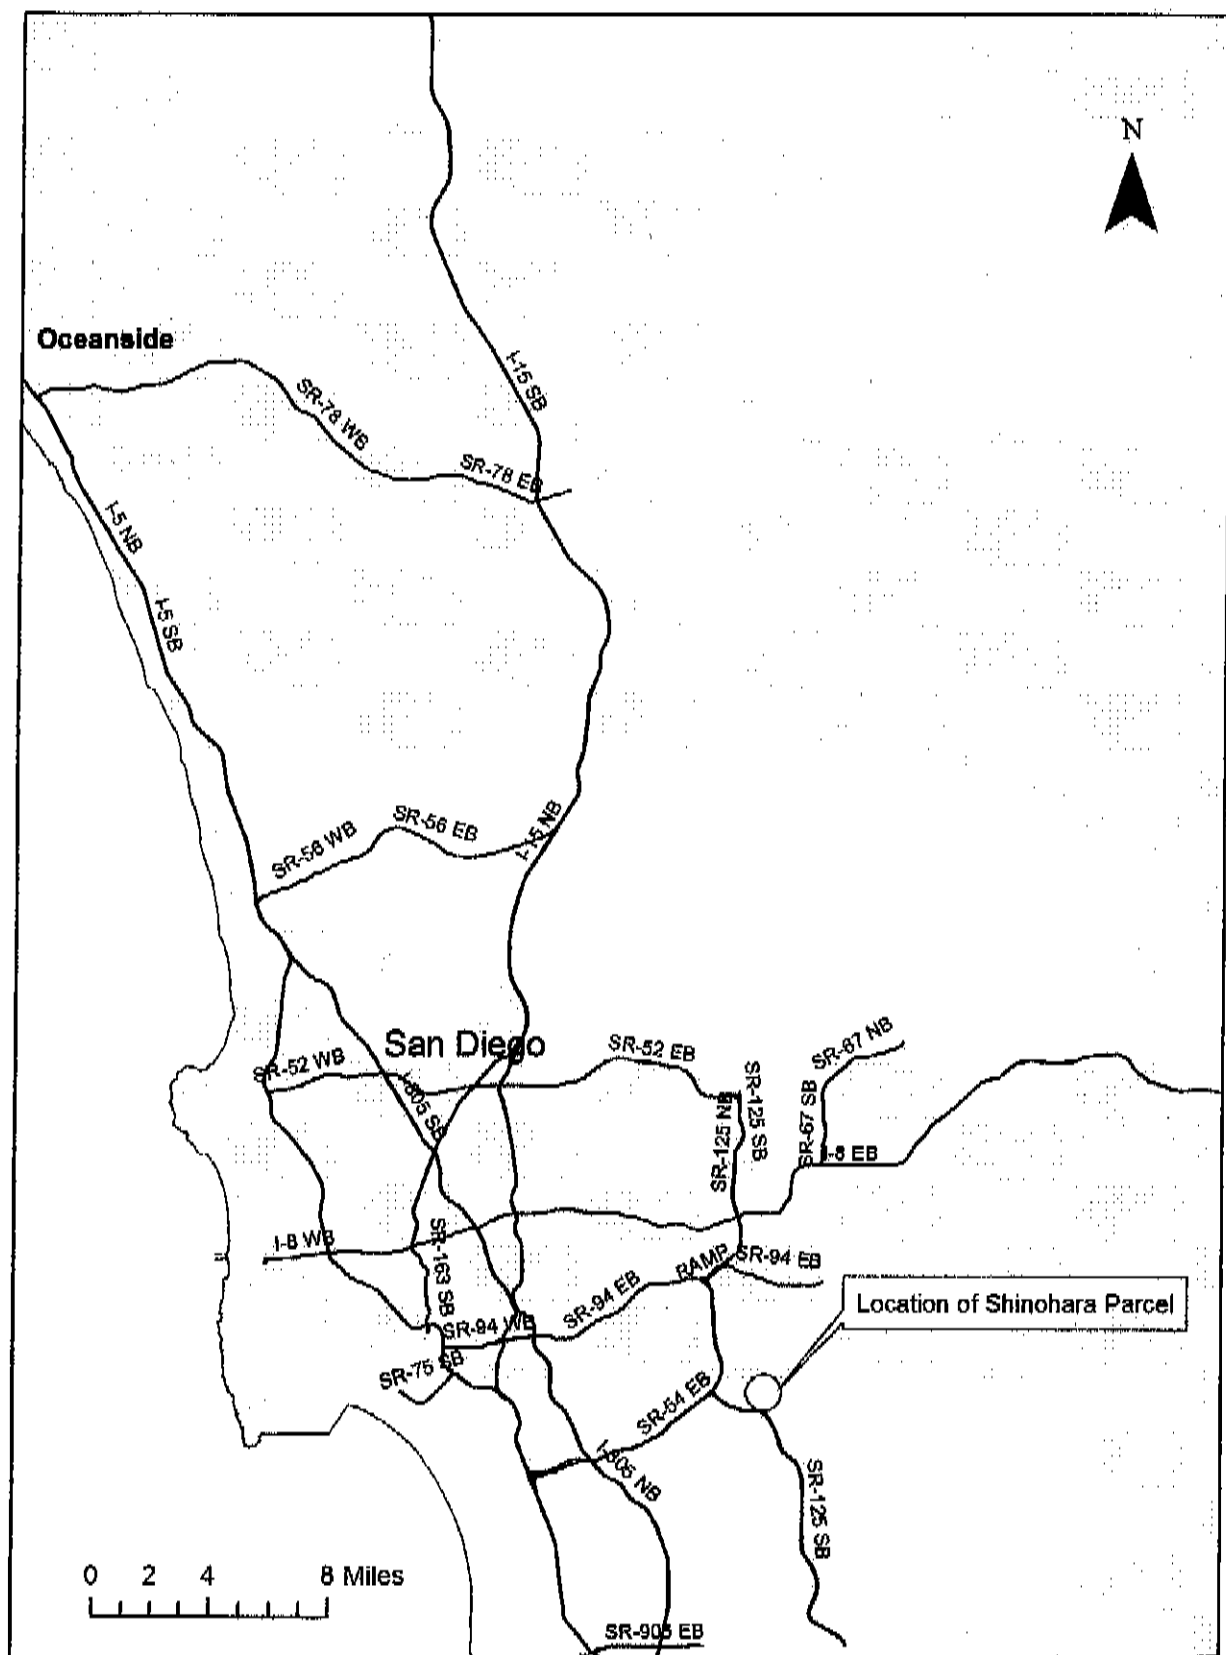 N
Oceanside
I-15 SB
SR-78 WB
SR-78 EB
I-5 NB
I-5 SB
SR-56 WB
SR-56 EB
I-15 NB
San Diego
SR-52 WB
SR-52 EB
SR-67 NB
I-805 SB
SR-125 NB
SR-125 SB
SR-67 SB
I-8 EB
I-8 WB
SR-163 SB
RAMP
SR-94 EB
SR-94 EB
SR-94 WB
Location of Shinohara Parcel
SR-75 SB
SR-54 EB
I-805 NB
SR-125 SB
0 2 4 8 Miles
SR-905 EB